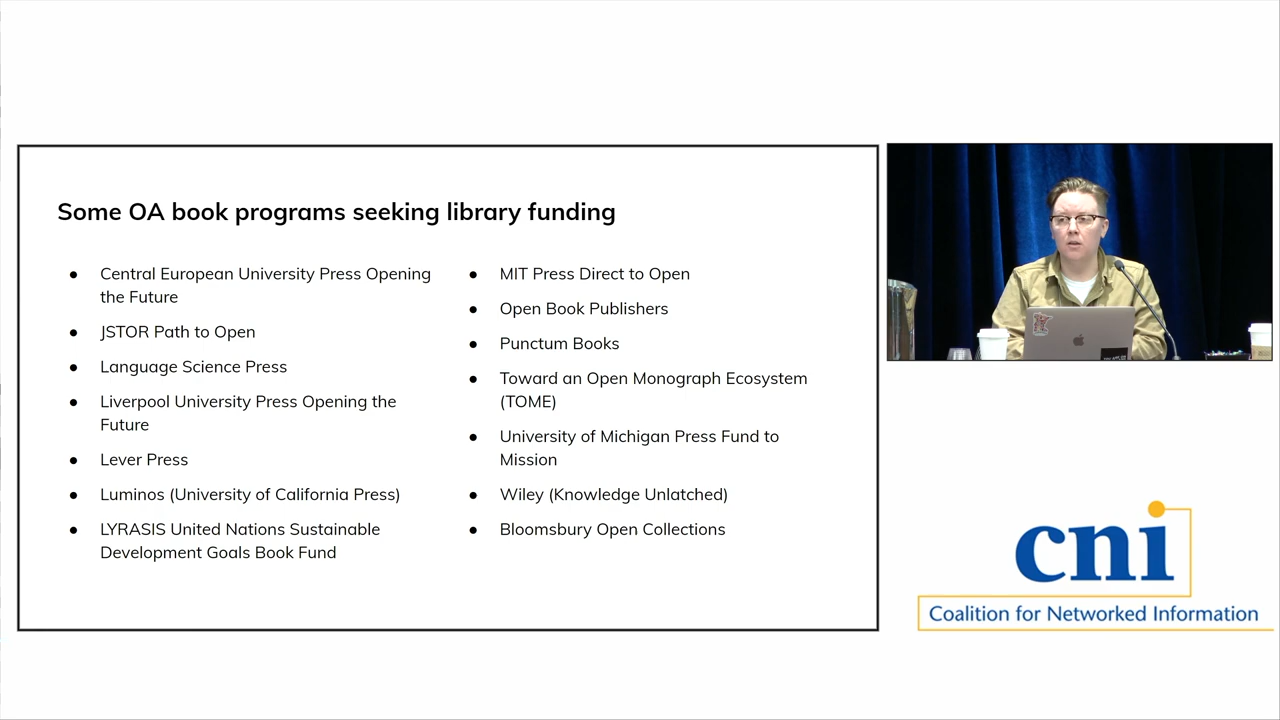 Some OA book programs seeking library funding
Central European University Press Opening
the Future
JSTOR Path to Open
Language Science Press
Liverpool University Press Opening the
Future
Lever Press
Luminos (University of California Press)
LYRASIS United Nations Sustainable
Development Goals Book Fund
MIT Press Direct to Open
Open Book Publishers
Punctum Books
Toward an Open Monograph Ecosystem
(TOME)
University of Michigan Press Fund to
Mission
Wiley (Knowledge Unlatched)
Bloomsbury Open Collections
cni
Coalition for Networked Information